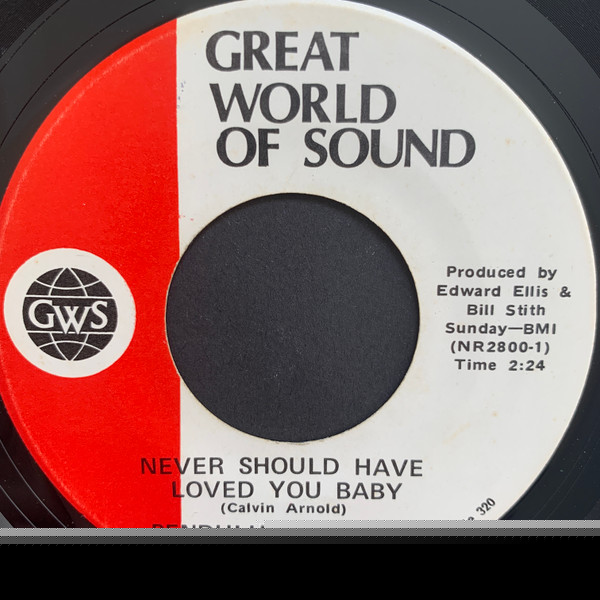 GREAT
WORLD
OF SOUND
GWS
Produced by
Edward Ellis &
Bill Stith
Sunday—BMI
(NR2800-1)
Time 2:24
NEVER SHOULD HAVE
LOVED YOU BABY
(Calvin Arnold)
320